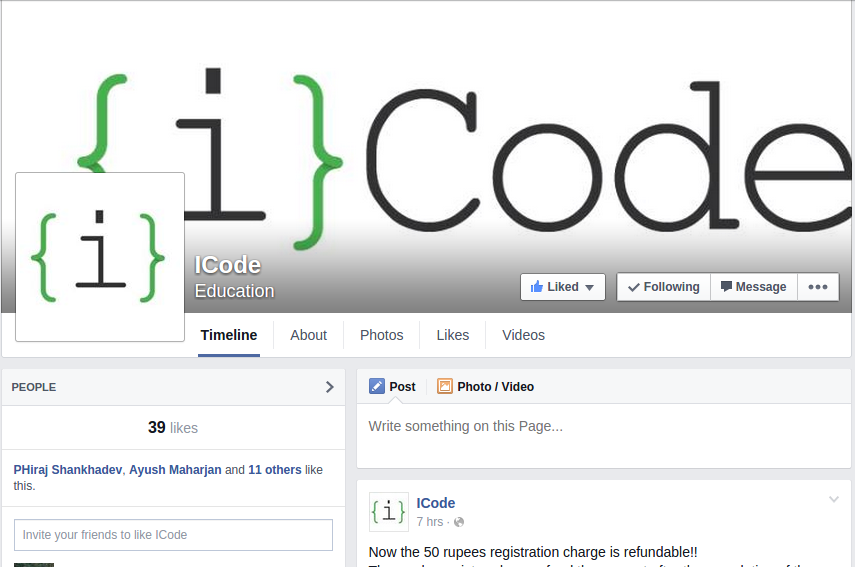 {i}Code
{i}
ICode
Education
Liked
Following
Message
Timeline
About
Photos
Likes
Videos
PEOPLE
39 likes
PHiraj Shankhadev, Ayush Maharjan and 11 others like
this.
Invite your friends to like ICode
Post
Photo / Video
Write something on this Page...
{i}
ICode
7 hrs ·
Now the 50 rupees registration charge is refundable!!